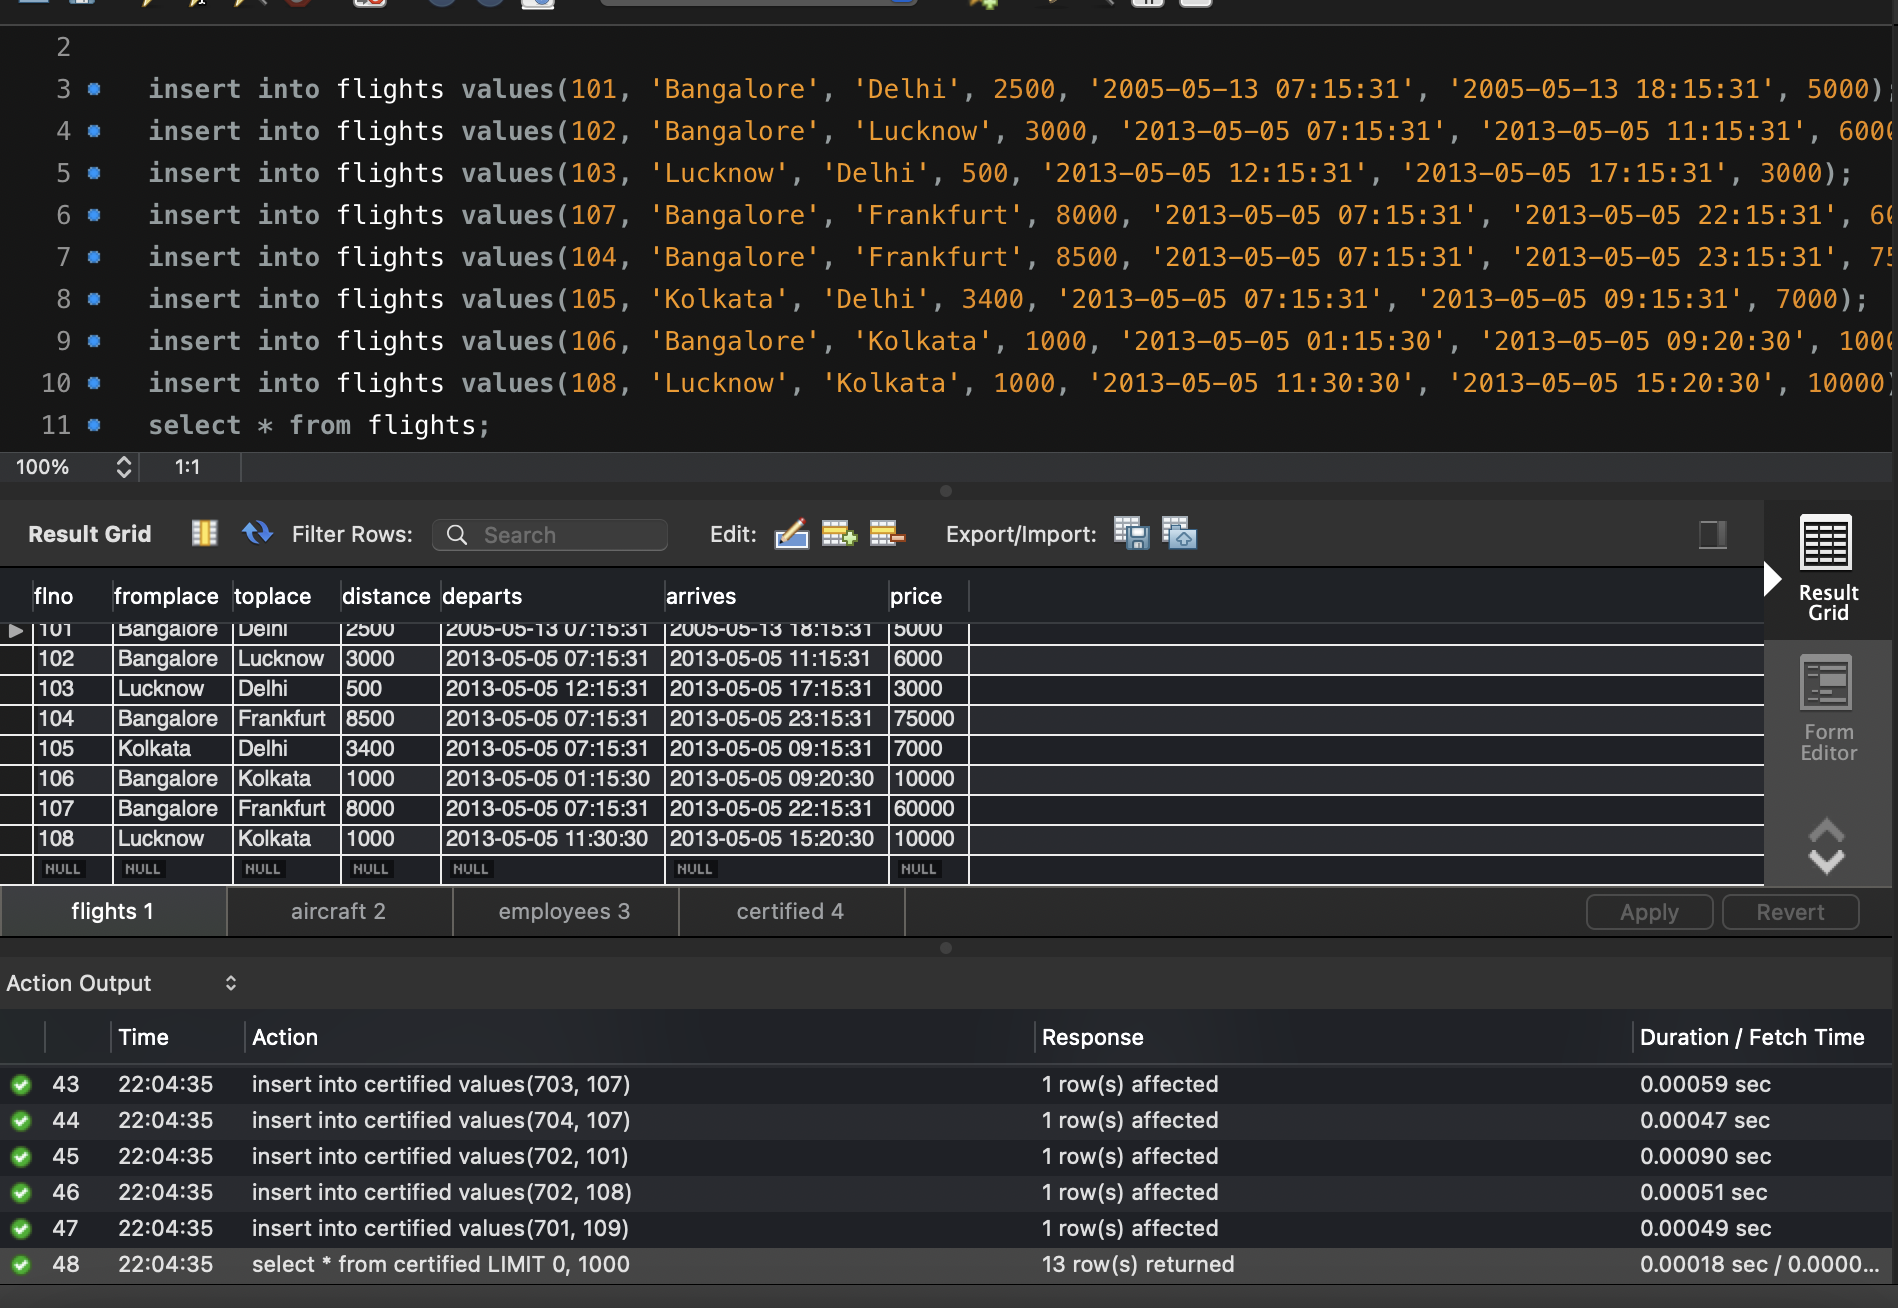 2
3 insert into flights values(101, 'Bangalore', 'Delhi', 2500, '2005-05-13 07:15:31', '2005-05-13 18:15:31', 5000);
4 insert into flights values(102, 'Bangalore', 'Lucknow', 3000, '2013-05-05 07:15:31', '2013-05-05 11:15:31', 6000
5 insert into flights values(103, 'Lucknow', 'Delhi', 500, '2013-05-05 12:15:31', '2013-05-05 17:15:31', 3000);
6 insert into flights values(107, 'Bangalore', 'Frankfurt', 8000, '2013-05-05 07:15:31', '2013-05-05 22:15:31', 60
7 insert into flights values(104, 'Bangalore', 'Frankfurt', 8500, '2013-05-05 07:15:31', '2013-05-05 23:15:31', 75
8 insert into flights values(105, 'Kolkata', 'Delhi', 3400, '2013-05-05 07:15:31', '2013-05-05 09:15:31', 7000);
9 insert into flights values(106, 'Bangalore', 'Kolkata', 1000, '2013-05-05 01:15:30', '2013-05-05 09:20:30', 1000
10 insert into flights values(108, 'Lucknow', 'Kolkata', 1000, '2013-05-05 11:30:30', '2013-05-05 15:20:30', 10000)
11 select * from flights;
100% 1:1
Result Grid Filter Rows: Search Edit: Export/Import:
flno fromplace toplace distance departs arrives price
101 Bangalore Delhi 2500 2005-05-13 07:15:31 2005-05-13 18:15:31 5000
102 Bangalore Lucknow 3000 2013-05-05 07:15:31 2013-05-05 11:15:31 6000
103 Lucknow Delhi 500 2013-05-05 12:15:31 2013-05-05 17:15:31 3000
104 Bangalore Frankfurt 8500 2013-05-05 07:15:31 2013-05-05 23:15:31 75000
105 Kolkata Delhi 3400 2013-05-05 07:15:31 2013-05-05 09:15:31 7000
106 Bangalore Kolkata 1000 2013-05-05 01:15:30 2013-05-05 09:20:30 10000
107 Bangalore Frankfurt 8000 2013-05-05 07:15:31 2013-05-05 22:15:31 60000
108 Lucknow Kolkata 1000 2013-05-05 11:30:30 2013-05-05 15:20:30 10000
NULL NULL NULL NULL NULL NULL NULL
Result
Grid
Form
Editor
flights 1 aircraft 2 employees 3 certified 4 Apply Revert
Action Output
Time Action Response Duration / Fetch Time
43 22:04:35 insert into certified values(703, 107) 1 row(s) affected 0.00059 sec
44 22:04:35 insert into certified values(704, 107) 1 row(s) affected 0.00047 sec
45 22:04:35 insert into certified values(702, 101) 1 row(s) affected 0.00090 sec
46 22:04:35 insert into certified values(702, 108) 1 row(s) affected 0.00051 sec
47 22:04:35 insert into certified values(701, 109) 1 row(s) affected 0.00049 sec
48 22:04:35 select * from certified LIMIT 0, 1000 13 row(s) returned 0.00018 sec / 0.0000...